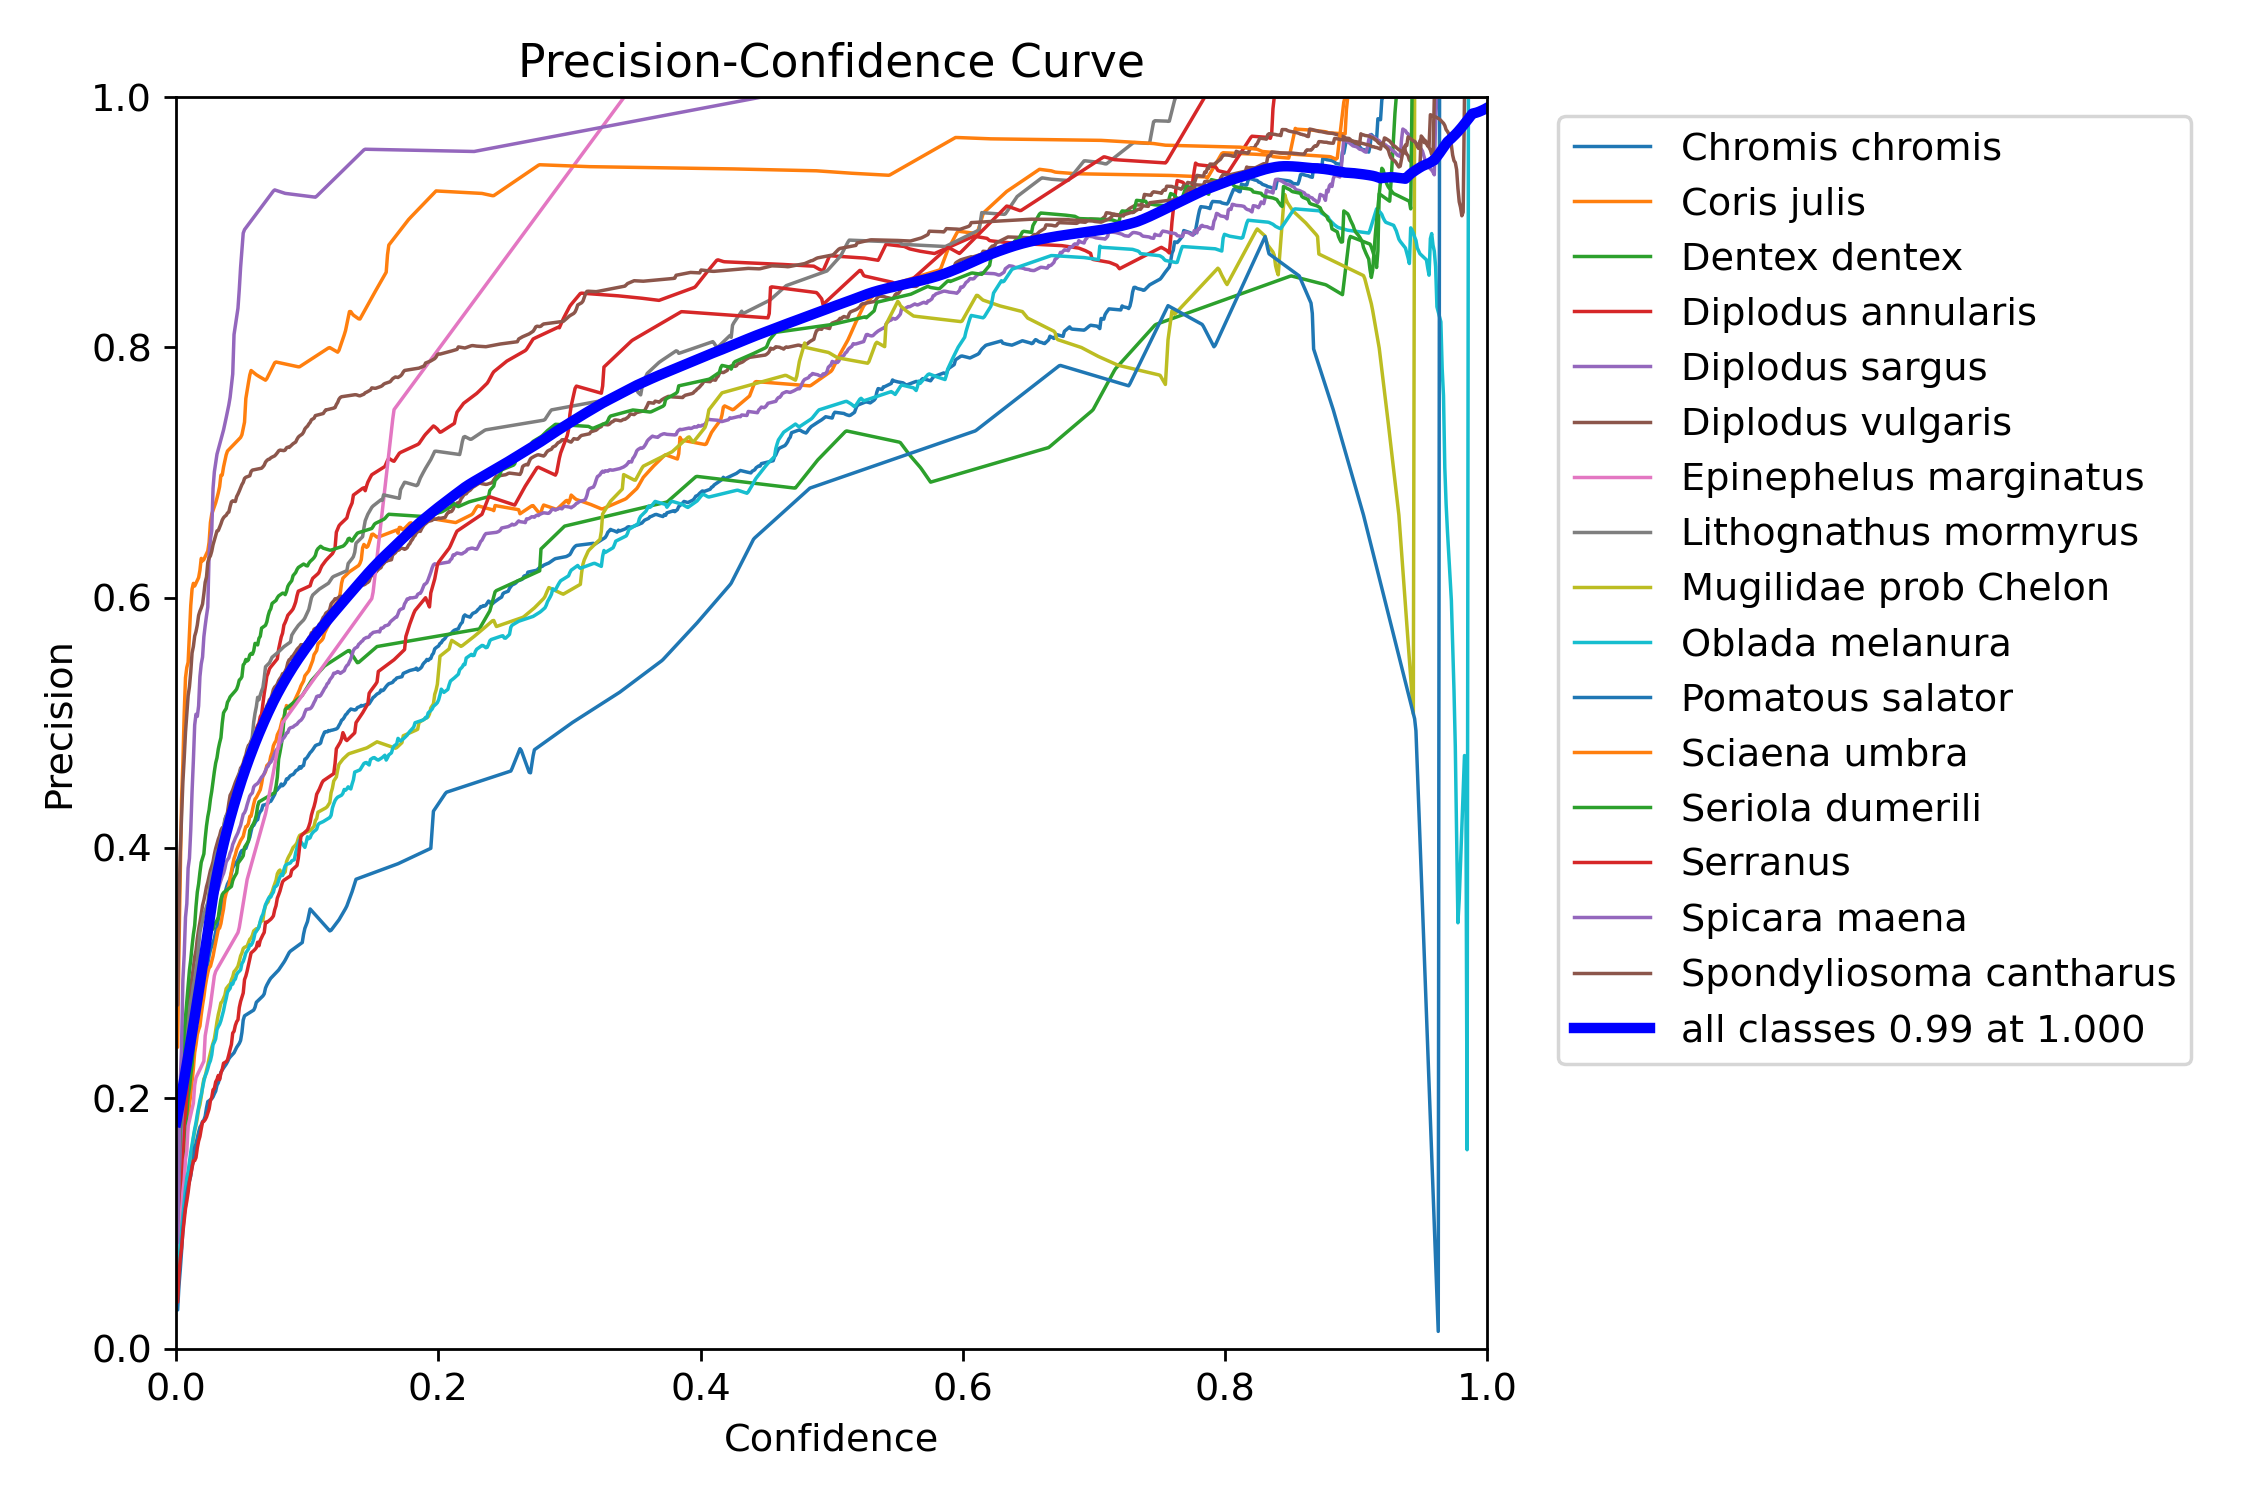 Precision-Confidence Curve
1.0
0.8
0.6
0.4
0.2
0.0
Precision
0.0 0.2 0.4 0.6 0.8 1.0
Confidence
Chromis chromis
Coris julis
Dentex dentex
Diplodus annularis
Diplodus sargus
Diplodus vulgaris
Epinephelus marginatus
Lithognathus mormyrus
Mugilidae prob Chelon
Oblada melanura
Pomatous salator
Sciaena umbra
Seriola dumerili
Serranus
Spicara maena
Spondyliosoma cantharus
all classes 0.99 at 1.000